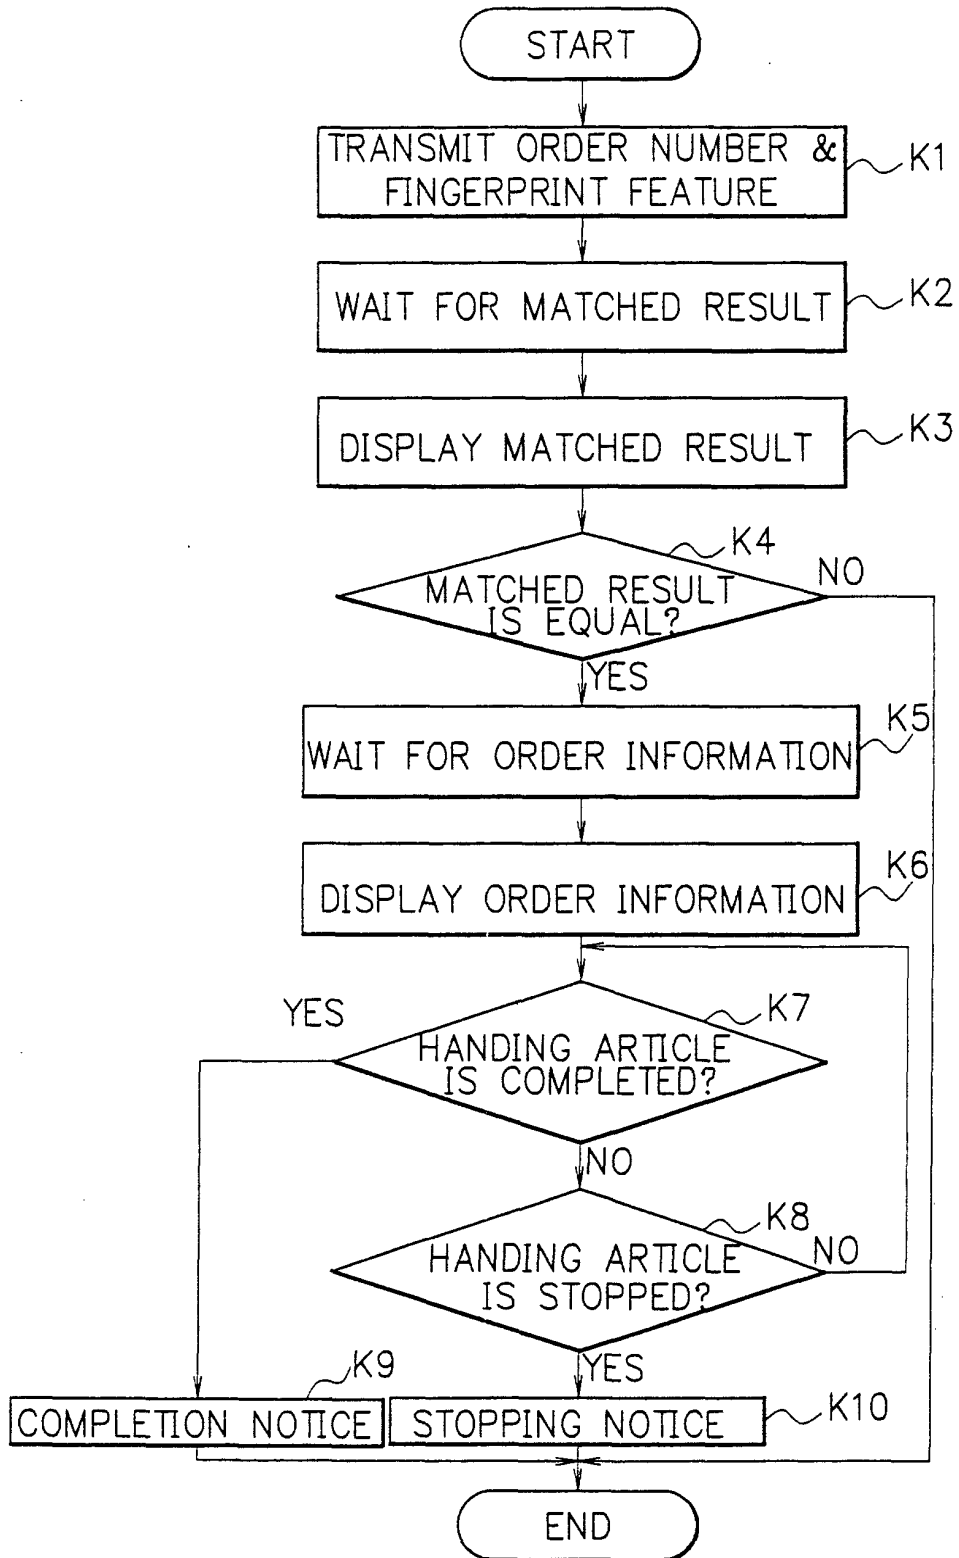 START
TRANSMIT ORDER NUMBER &
FINGERPRINT FEATURE
K1
WAIT FOR MATCHED RESULT
K2
DISPLAY MATCHED RESULT
K3
K4
MATCHED RESULT
IS EQUAL?
NO
YES
WAIT FOR ORDER INFORMATION
K5
DISPLAY ORDER INFORMATION
K6
YES
K7
HANDING ARTICLE
IS COMPLETED?
NO
K8
HANDING ARTICLE
IS STOPPED?
NO
YES
K9
COMPLETION NOTICE
STOPPING NOTICE
K10
END